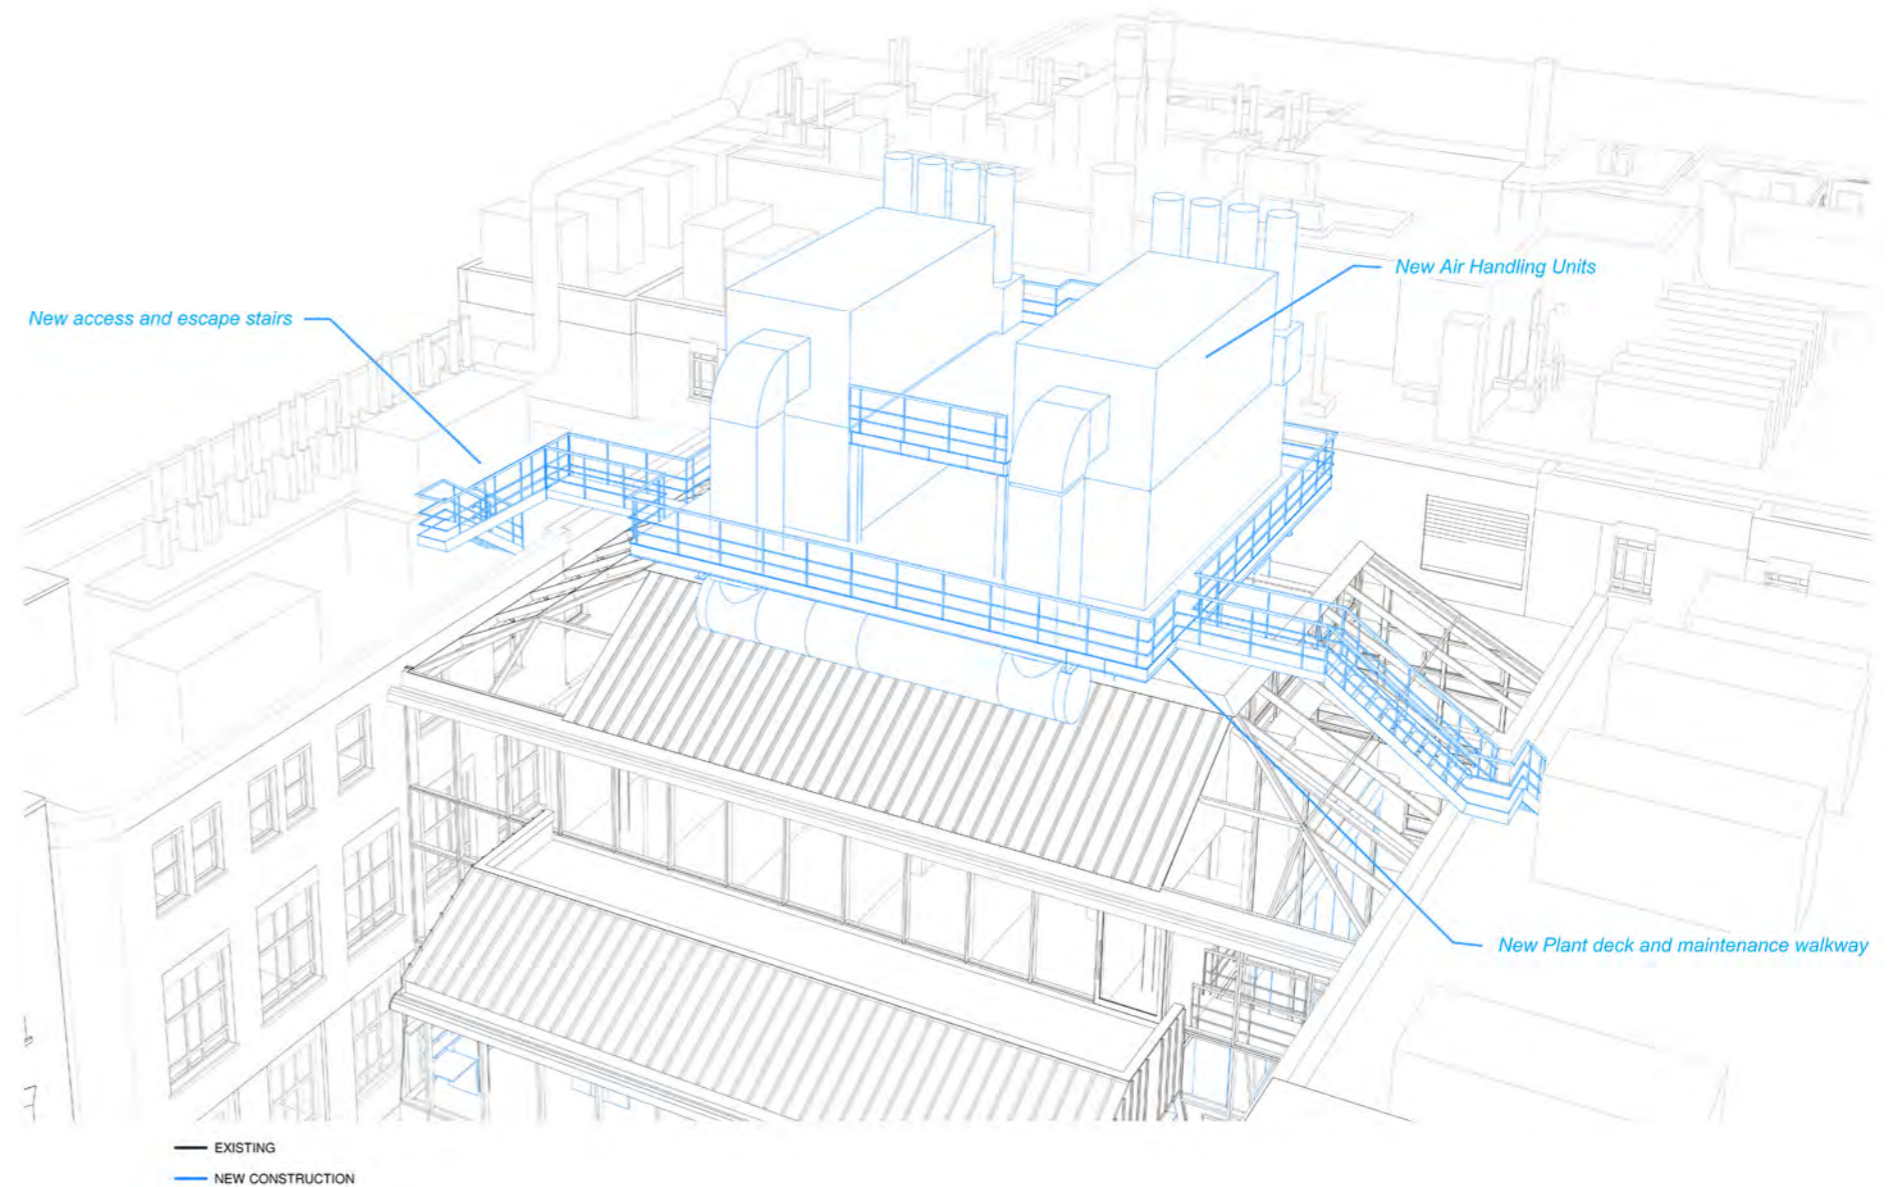 New Air Handling Units
New access and escape stairs
New Plant deck and maintenance walkway
EXISTING
NEW CONSTRUCTION